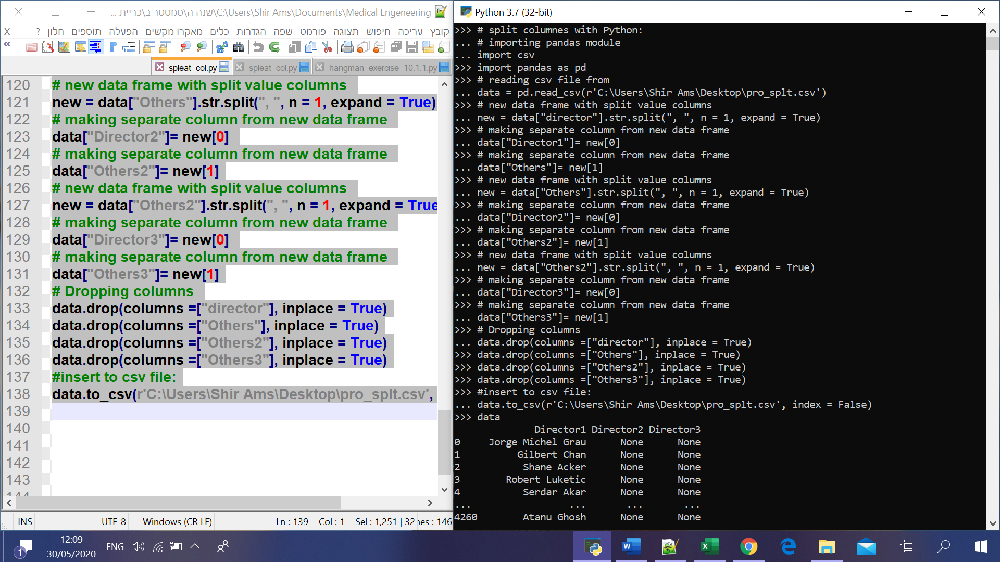 C:\Users\Shir Ams\Documents\Medical Engeneering\שנה ה\סמסטר ב\כריית ...
קובץ עריכה חיפוש תצוגה פורמט שפה הגדרות כלים מאקרו מקשים הפעלה תוספים חלון ? X
spleat_col.py spleat_col.py hangman_exercise_10.1.1.py
120 # new data frame with split value columns
121 new = data["Others"].str.split(", ", n = 1, expand = True)
122 # making separate column from new data frame
123 data["Director2"]= new[0]
124 # making separate column from new data frame
125 data["Others2"]= new[1]
126 # new data frame with split value columns
127 new = data["Others2"].str.split(", ", n = 1, expand = True
128 # making separate column from new data frame
129 data["Director3"]= new[0]
130 # making separate column from new data frame
131 data["Others3"]= new[1]
132 # Dropping columns
133 data.drop(columns =["director"], inplace = True)
134 data.drop(columns =["Others"], inplace = True)
135 data.drop(columns =["Others2"], inplace = True)
136 data.drop(columns =["Others3"], inplace = True)
137 #insert to csv file:
138 data.to_csv(r'C:\Users\Shir Ams\Desktop\pro_splt.csv',
139
140
141
142
143
144
INS UTF-8 Windows (CR LF) Ln : 139 Col : 1 Sel : 1,251 | 32 nes : 146
Python 3.7 (32-bit)
>>> # split columnes with Python:
... # importing pandas module
... import csv
>>> import pandas as pd
>>> # reading csv file from
... data = pd.read_csv(r'C:\Users\Shir Ams\Desktop\pro_splt.csv')
>>> # new data frame with split value columns
... new = data["director"].str.split(", ", n = 1, expand = True)
>>> # making separate column from new data frame
... data["Director1"]= new[0]
>>> # making separate column from new data frame
... data["Others"]= new[1]
>>> # new data frame with split value columns
... new = data["Others"].str.split(", ", n = 1, expand = True)
>>> # making separate column from new data frame
... data["Director2"]= new[0]
>>> # making separate column from new data frame
... data["Others2"]= new[1]
>>> # new data frame with split value columns
... new = data["Others2"].str.split(", ", n = 1, expand = True)
>>> # making separate column from new data frame
... data["Director3"]= new[0]
>>> # making separate column from new data frame
... data["Others3"]= new[1]
>>> # Dropping columns
... data.drop(columns =["director"], inplace = True)
>>> data.drop(columns =["Others"], inplace = True)
>>> data.drop(columns =["Others2"], inplace = True)
>>> data.drop(columns =["Others3"], inplace = True)
>>> #insert to csv file:
... data.to_csv(r'C:\Users\Shir Ams\Desktop\pro_splt.csv', index = False)
>>> data
Director1 Director2 Director3
0 Jorge Michel Grau None None
1 Gilbert Chan None None
2 Shane Acker None None
3 Robert Luketic None None
4 Serdar Akar None None
... ... ... ...
4260 Atanu Ghosh None None
1
12:09
30/05/2020
ENG